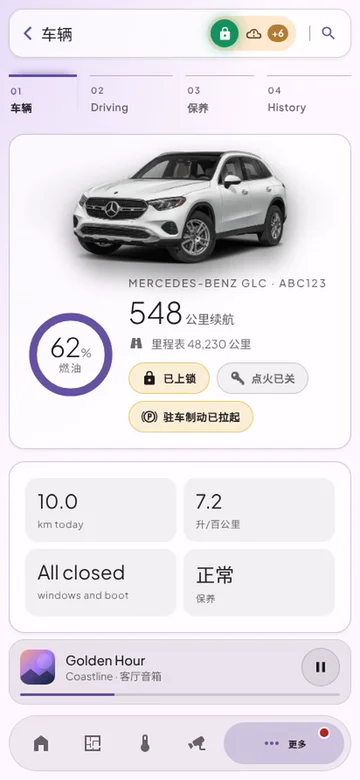 车辆
+6
01
车辆
02
Driving
03
保养
04
History
MERCEDES-BENZ GLC · ABC123
548 公里续航
里程表 48,230 公里
62%
燃油
已上锁
点火已关
驻车制动已拉起
10.0
km today
7.2
升/百公里
All closed
windows and boot
正常
保养
Golden Hour
Coastline · 客厅音箱
更多